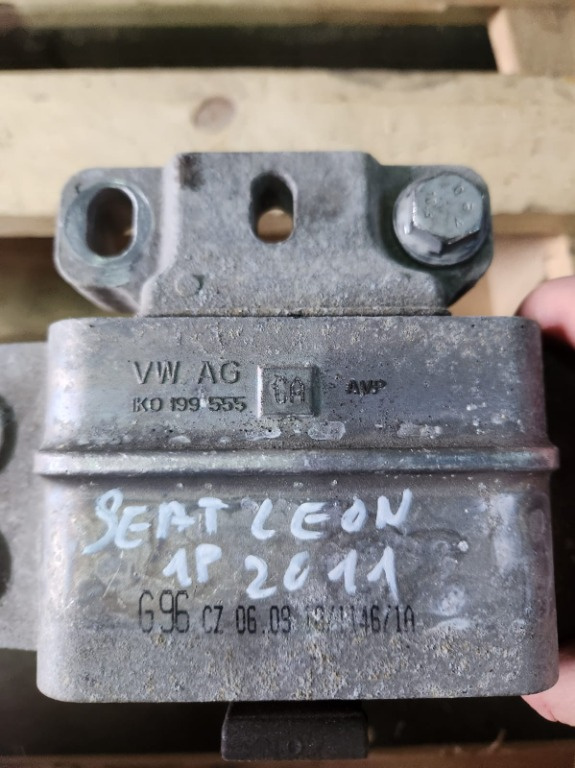 VW AG
1K0 199 555
AVP
SEAT LEON
1P 2011
G96 CZ 06.09